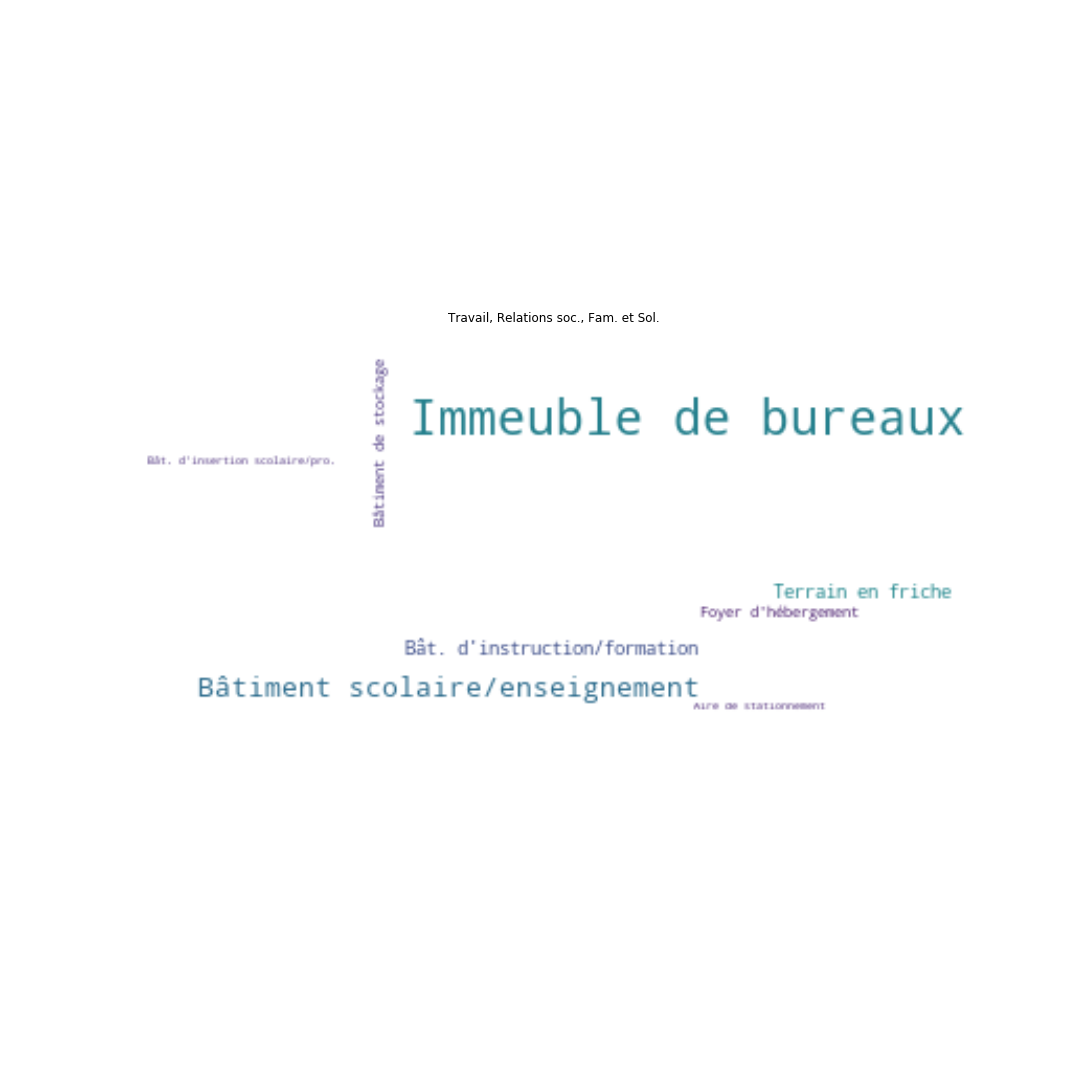 Travail, Relations soc., Fam. et Sol.
Bâtiment de stockage
Immeuble de bureaux
Bât. d'insertion scolaire/pro.
Terrain en friche
Foyer d'hébergement
Bât. d'instruction/formation
Bâtiment scolaire/enseignement
Aire de stationnement